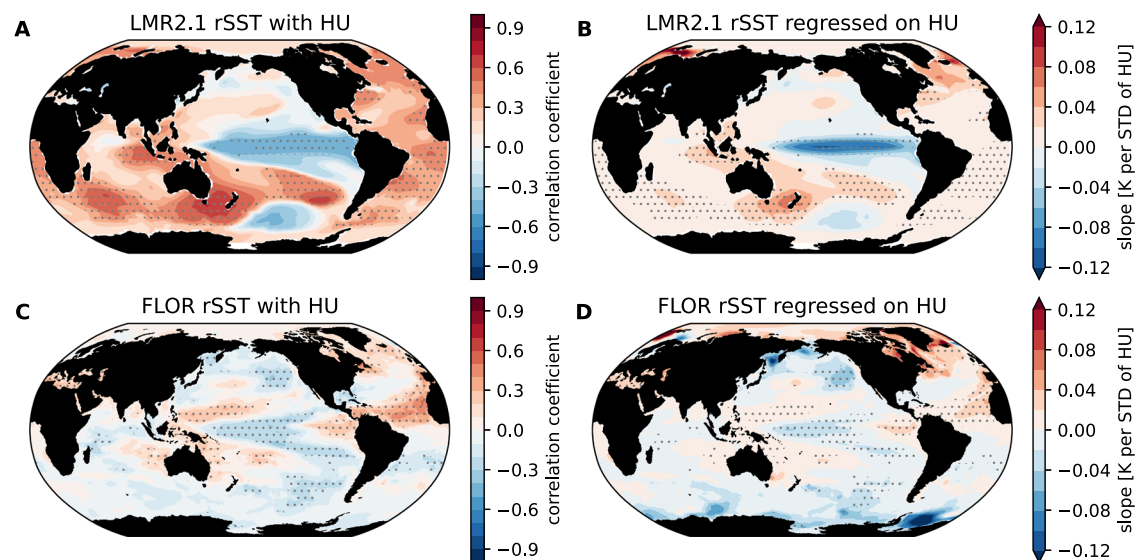 A
LMR2.1 rSST with HU
0.9
0.6
0.3
0.0
−0.3
−0.6
−0.9
correlation coefficient
B
LMR2.1 rSST regressed on HU
0.12
0.08
0.04
0.00
−0.04
−0.08
−0.12
slope [K per STD of HU]
C
FLOR rSST with HU
0.9
0.6
0.3
0.0
−0.3
−0.6
−0.9
correlation coefficient
D
FLOR rSST regressed on HU
0.12
0.08
0.04
0.00
−0.04
−0.08
−0.12
slope [K per STD of HU]